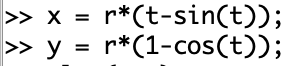 >> x = r*(t-sin(t));
>> y = r*(1-cos(t));